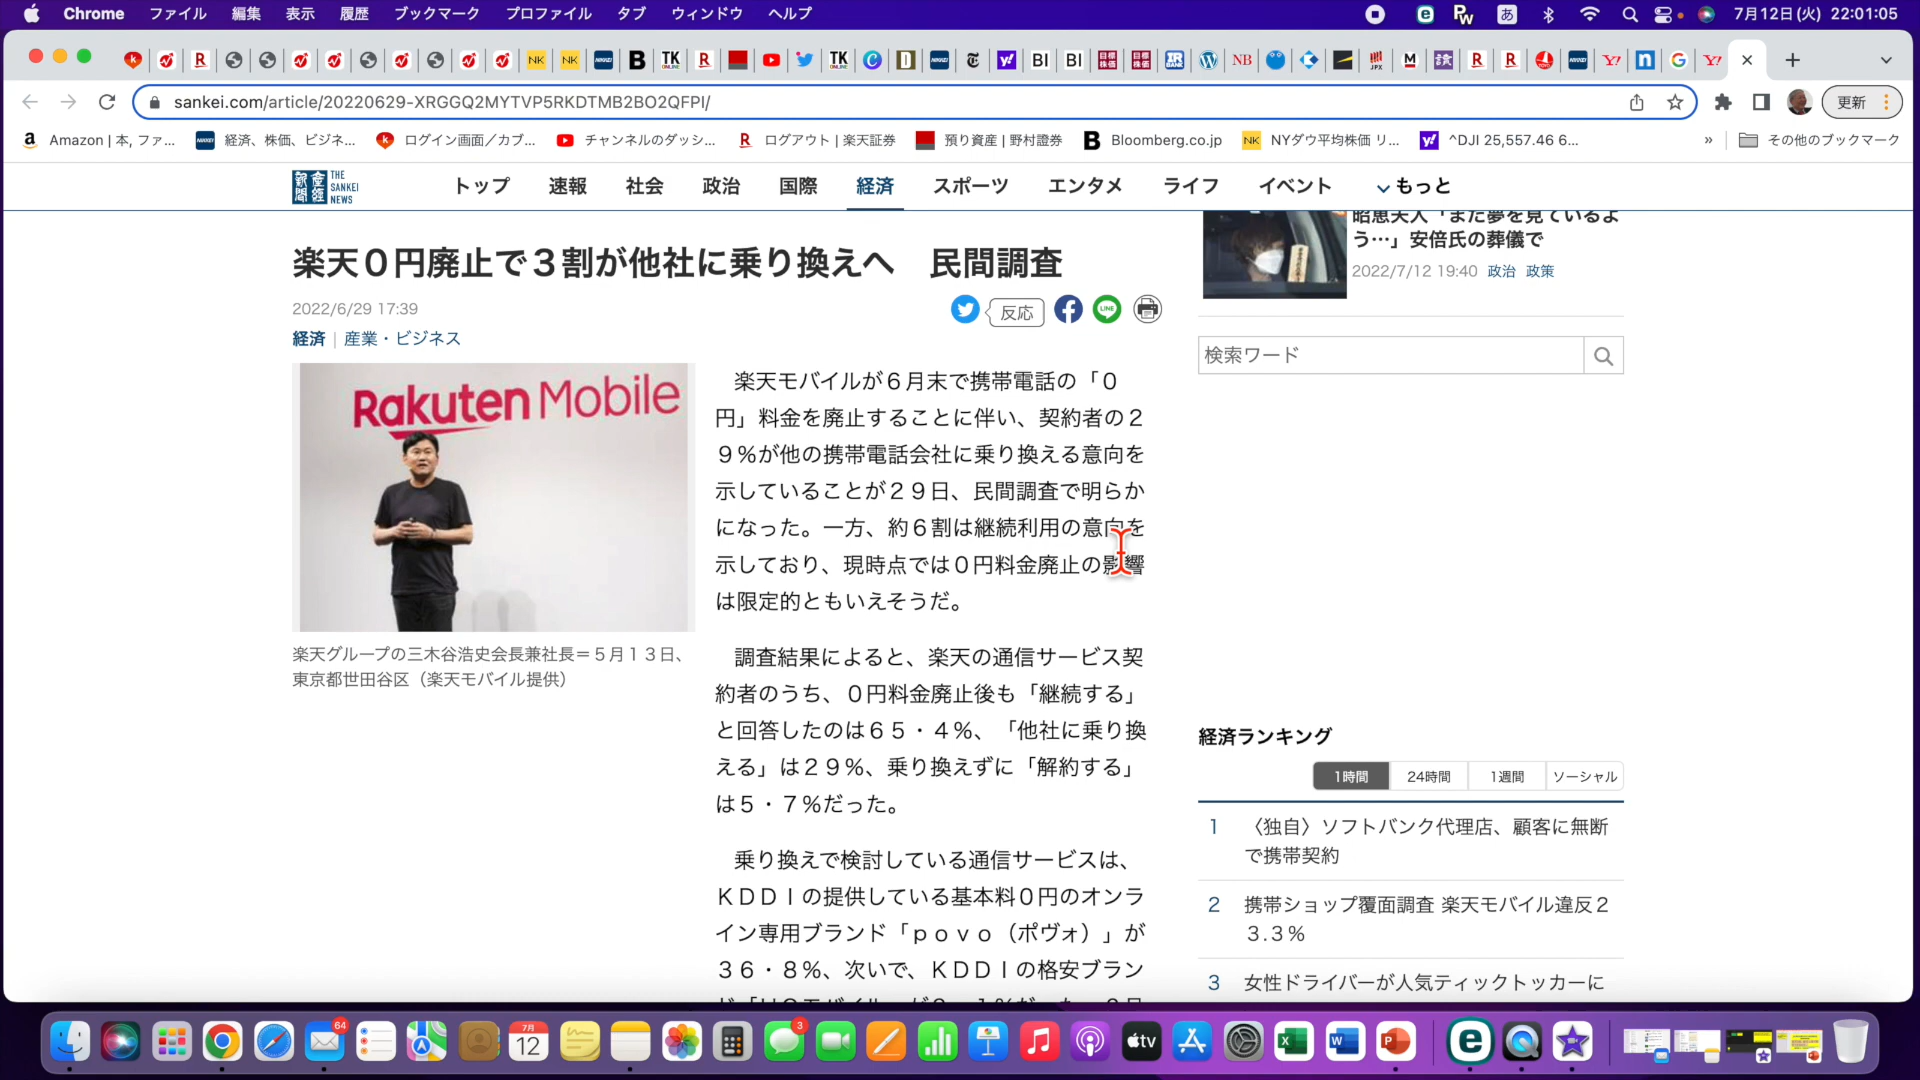 Chrome ファイル 編集 表示 履歴 ブックマーク プロファイル タブ ウィンドウ ヘルプ
7月12日(火) 22:01:05
sankei.com/article/20220629-XRGGQ2MYTVP5RKDTMB2BO2QFPI/
更新
Amazon | 本, ファ...
経済、株価、ビジネ...
ログイン画面／カブ...
チャンネルのダッシ...
ログアウト | 楽天証券
預り資産 | 野村證券
Bloomberg.co.jp
NYダウ平均株価 リ...
^DJI 25,557.46 6...
その他のブックマーク
産経新聞
THE SANKEI NEWS
トップ 速報 社会 政治 国際 経済 スポーツ エンタメ ライフ イベント もっと
楽天０円廃止で３割が他社に乗り換えへ　民間調査
2022/6/29 17:39
経済 | 産業・ビジネス
反応
Rakuten Mobile
楽天グループの三木谷浩史会長兼社長＝５月１３日、
東京都世田谷区（楽天モバイル提供）
楽天モバイルが６月末で携帯電話の「０
円」料金を廃止することに伴い、契約者の２
９％が他の携帯電話会社に乗り換える意向を
示していることが２９日、民間調査で明らか
になった。一方、約６割は継続利用の意向を
示しており、現時点では０円料金廃止の影響
は限定的ともいえそうだ。
調査結果によると、楽天の通信サービス契
約者のうち、０円料金廃止後も「継続する」
と回答したのは６５・４％、「他社に乗り換
える」は２９％、乗り換えずに「解約する」
は５・７％だった。
乗り換えで検討している通信サービスは、
ＫＤＤＩの提供している基本料０円のオンラ
イン専用ブランド「ｐｏｖｏ（ポヴォ）」が
３６・８％、次いで、ＫＤＤＩの格安ブラン
昭恵夫人「まだ夢を見ているよ
う…」安倍氏の葬儀で
2022/7/12 19:40 政治 政策
検索ワード
経済ランキング
1時間 24時間 1週間 ソーシャル
1 〈独自〉ソフトバンク代理店、顧客に無断
で携帯契約
2 携帯ショップ覆面調査 楽天モバイル違反２
３.３％
3 女性ドライバーが人気ティックトッカーに
64
7月
12
3
tv